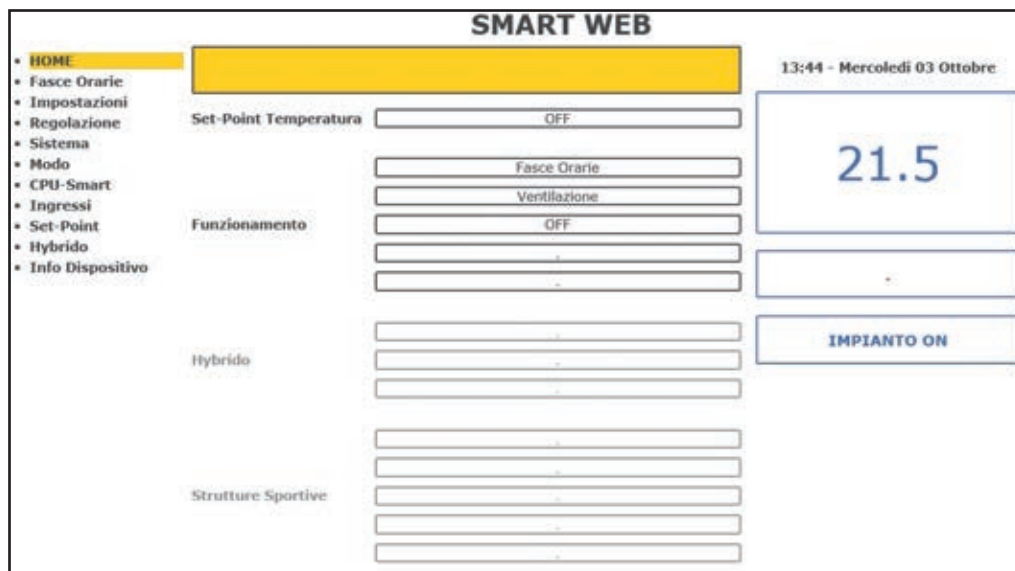 SMART WEB
• HOME
• Fasce Orarie
• Impostazioni
• Regolazione
• Sistema
• Modo
• CPU-Smart
• Ingressi
• Set-Point
• Hybrido
• Info Dispositivo
Set-Point Temperatura
OFF
Funzionamento
Fasce Orarie
Ventilazione
OFF
.
.
Hybrido
.
.
.
Strutture Sportive
.
.
.
.
.
13:44 - Mercoledi 03 Ottobre
21.5
.
IMPIANTO ON